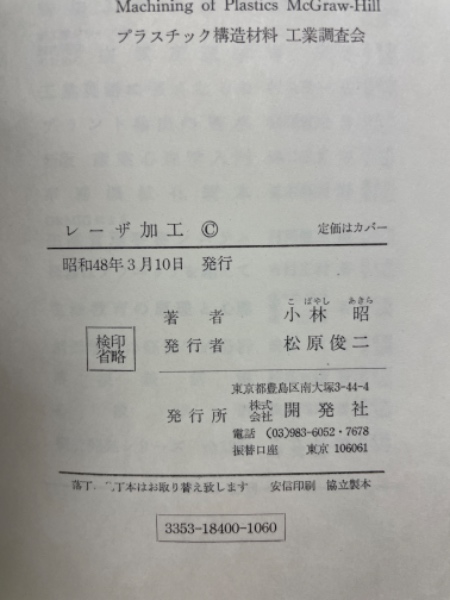 Machining of Plastics McGraw-Hill
プラスチック構造材料 工業調査会
レーザ加工 © 定価はカバー
昭和48年3月10日 発行
こばやし あきら
著者 小林 昭
発行者 松原俊二
検印省略
東京都豊島区南大塚3-44-4
発行所 株式会社 開発社
電話 (03)983-6052・7678
振替口座 東京 106061
落丁、丁本はお取り替え致します 安信印刷 協立製本
3353-18400-1060